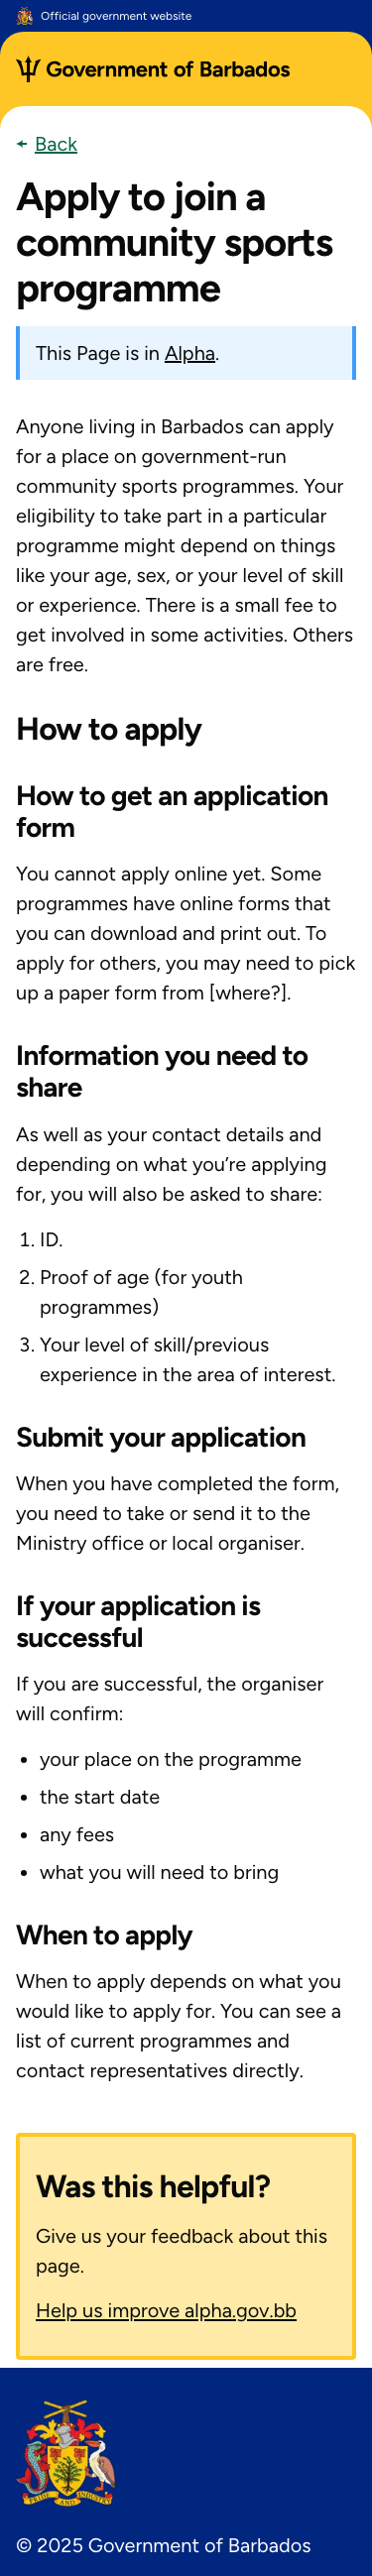 Official government website
Government of Barbados
Back
Apply to join a
community sports
programme
This Page is in Alpha.
Anyone living in Barbados can apply
for a place on government-run
community sports programmes. Your
eligibility to take part in a particular
programme might depend on things
like your age, sex, or your level of skill
or experience. There is a small fee to
get involved in some activities. Others
are free.
How to apply
How to get an application
form
You cannot apply online yet. Some
programmes have online forms that
you can download and print out. To
apply for others, you may need to pick
up a paper form from [where?].
Information you need to
share
As well as your contact details and
depending on what you’re applying
for, you will also be asked to share:
1. ID.
2. Proof of age (for youth
programmes)
3. Your level of skill/previous
experience in the area of interest.
Submit your application
When you have completed the form,
you need to take or send it to the
Ministry office or local organiser.
If your application is
successful
If you are successful, the organiser
will confirm:
• your place on the programme
• the start date
• any fees
• what you will need to bring
When to apply
When to apply depends on what you
would like to apply for. You can see a
list of current programmes and
contact representatives directly.
Was this helpful?
Give us your feedback about this
page.
Help us improve alpha.gov.bb
PRIDE AND INDUSTRY
© 2025 Government of Barbados